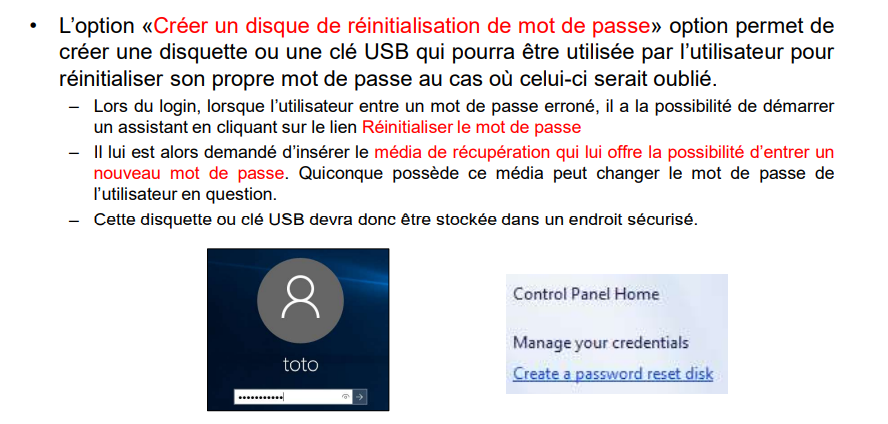 • L’option «Créer un disque de réinitialisation de mot de passe» option permet de
créer une disquette ou une clé USB qui pourra être utilisée par l’utilisateur pour
réinitialiser son propre mot de passe au cas où celui-ci serait oublié.
– Lors du login, lorsque l’utilisateur entre un mot de passe erroné, il a la possibilité de démarrer
un assistant en cliquant sur le lien Réinitialiser le mot de passe
– Il lui est alors demandé d’insérer le média de récupération qui lui offre la possibilité d’entrer un
nouveau mot de passe. Quiconque possède ce média peut changer le mot de passe de
l’utilisateur en question.
– Cette disquette ou clé USB devra donc être stockée dans un endroit sécurisé.
toto
Control Panel Home
Manage your credentials
Create a password reset disk